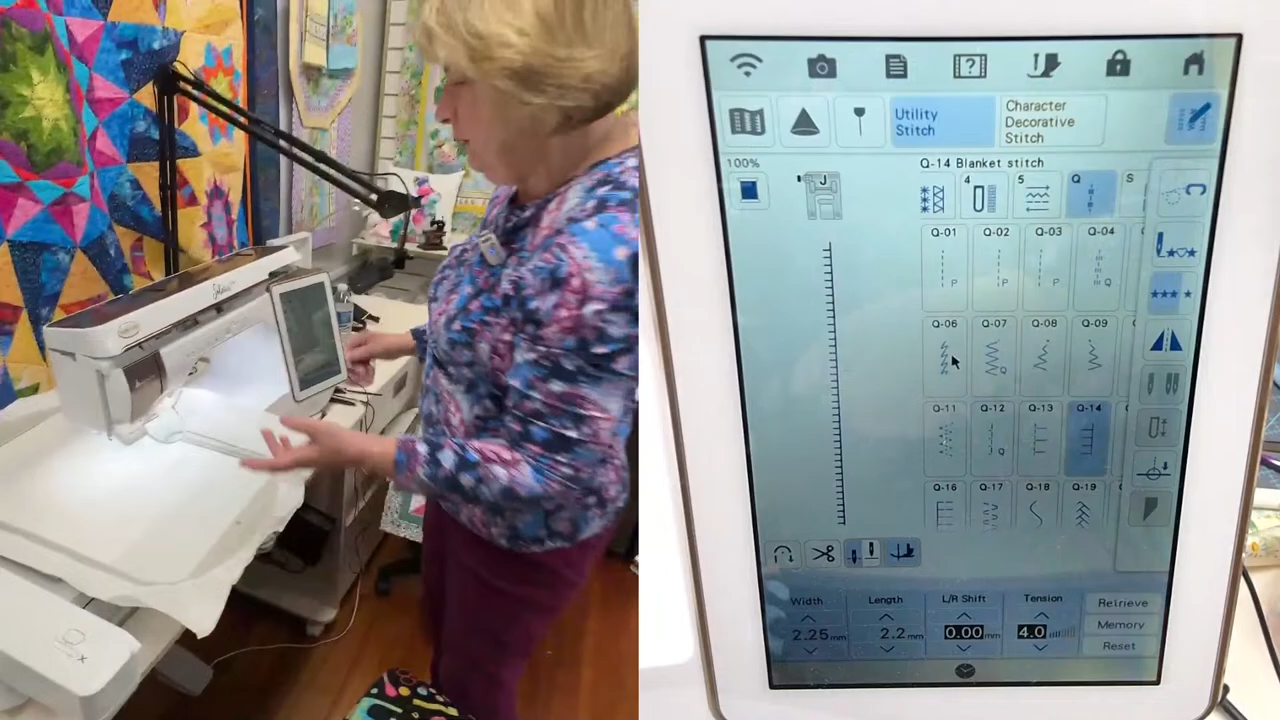 Solaris
Utility
Stitch
Character
Decorative
Stitch
100%
Q-14 Blanket stitch
J
4
5
Q
S
Q-01
Q-02
Q-03
Q-04
P
P
P
Q
Q-06
Q-07
Q-08
Q-09
Q
Q-11
Q-12
Q-13
Q-14
Q
Q-16
Q-17
Q-18
Q-19
Width
Length
L/R Shift
Tension
2.25mm
2.2mm
0.00mm
4.0
Retrieve
Memory
Reset